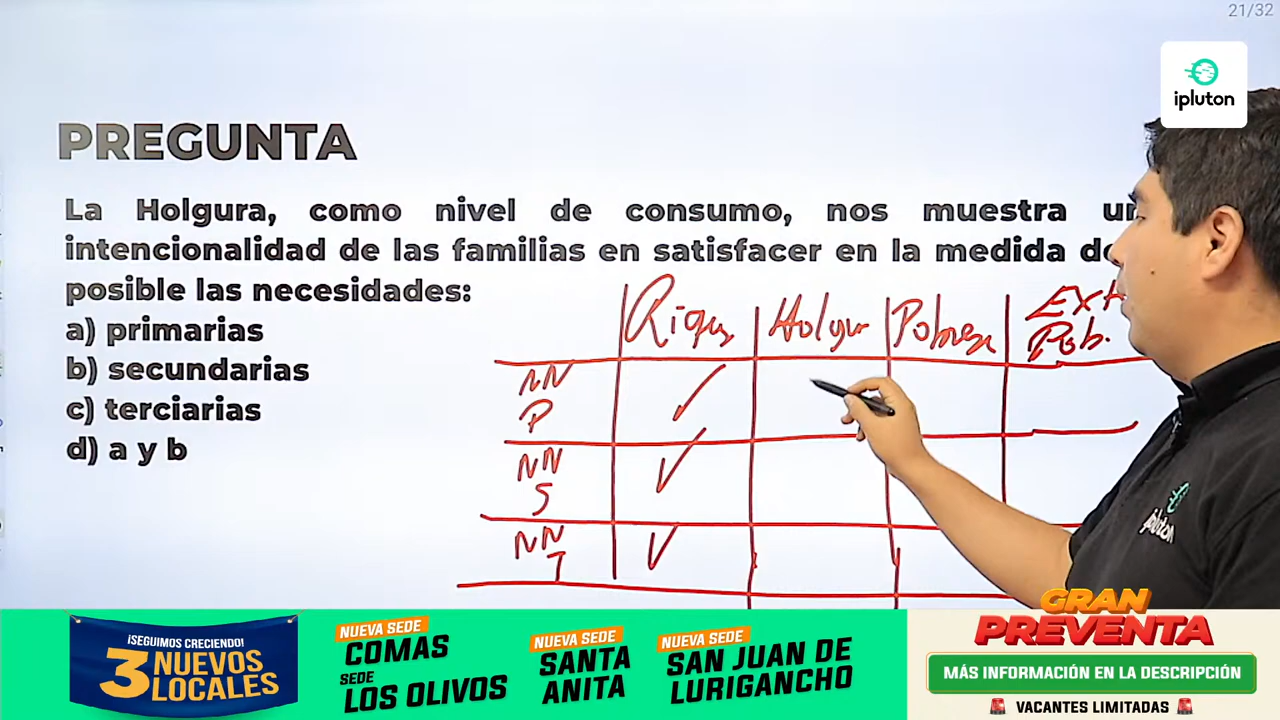 21/32
ipluton
PREGUNTA
La Holgura, como nivel de consumo, nos muestra un
intencionalidad de las familias en satisfacer en la medida de
posible las necesidades:
a) primarias
b) secundarias
c) terciarias
d) a y b
Ext
Pob.
NN
P
NN
S
NN
T
ipluton
¡SEGUIMOS CRECIENDO!
3 NUEVOS
LOCALES
NUEVA SEDE
COMAS
SEDE
LOS OLIVOS
NUEVA SEDE
SANTA
ANITA
NUEVA SEDE
SAN JUAN DE
LURIGANCHO
GRAN
PREVENTA
MÁS INFORMACIÓN EN LA DESCRIPCIÓN
VACANTES LIMITADAS